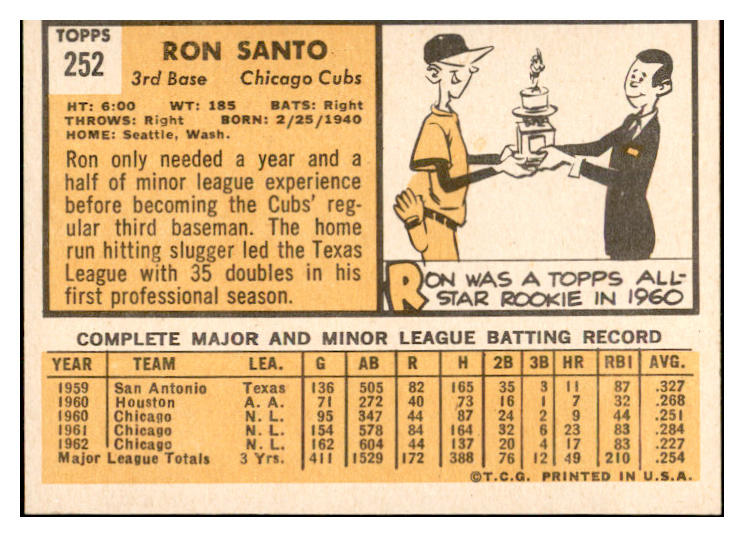 TOPPS
252
RON SANTO
3rd Base Chicago Cubs
HT: 6:00 WT: 185 BATS: Right
THROWS: Right BORN: 2/25/1940
HOME: Seattle, Wash.
Ron only needed a year and a
half of minor league experience
before becoming the Cubs' reg-
ular third baseman. The home
run hitting slugger led the Texas
League with 35 doubles in his
first professional season.
RON WAS A TOPPS ALL-
STAR ROOKIE IN 1960
COMPLETE MAJOR AND MINOR LEAGUE BATTING RECORD
YEAR TEAM LEA. G AB R H 2B 3B HR RBI AVG.
1959 San Antonio Texas 136 505 82 165 35 3 11 87 .327
1960 Houston A. A. 71 272 40 73 16 1 7 32 .268
1960 Chicago N. L. 95 347 44 87 24 2 9 44 .251
1961 Chicago N. L. 154 578 84 164 32 6 23 83 .284
1962 Chicago N. L. 162 604 44 137 20 4 17 83 .227
Major League Totals 3 Yrs. 411 1529 172 388 76 12 49 210 .254
©T.C.G. PRINTED IN U.S.A.